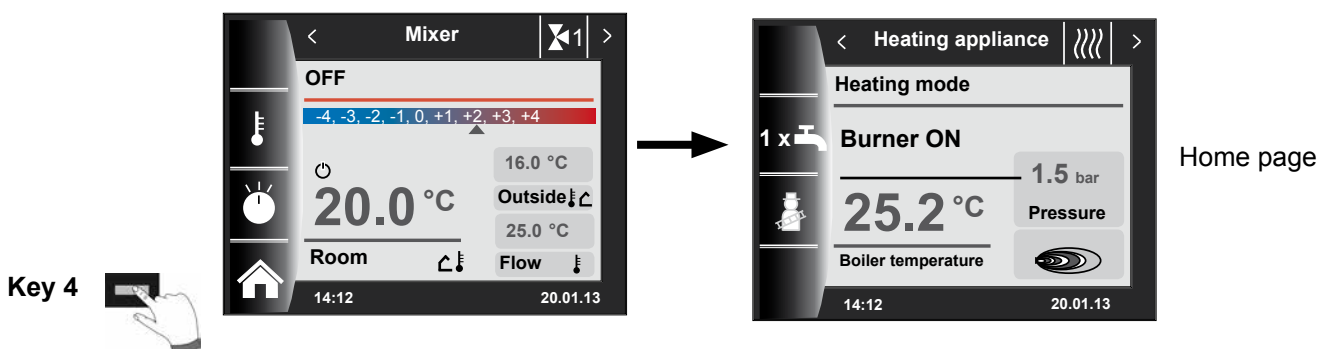 Key 4
< Mixer 1 >
OFF
-4, -3, -2, -1, 0, +1, +2, +3, +4
16.0 °C
20.0 °C
Outside
25.0 °C
Room
Flow
14:12 20.01.13
< Heating appliance >
Heating mode
1 x
Burner ON
1.5 bar
25.2 °C
Pressure
Boiler temperature
14:12 20.01.13
Home page